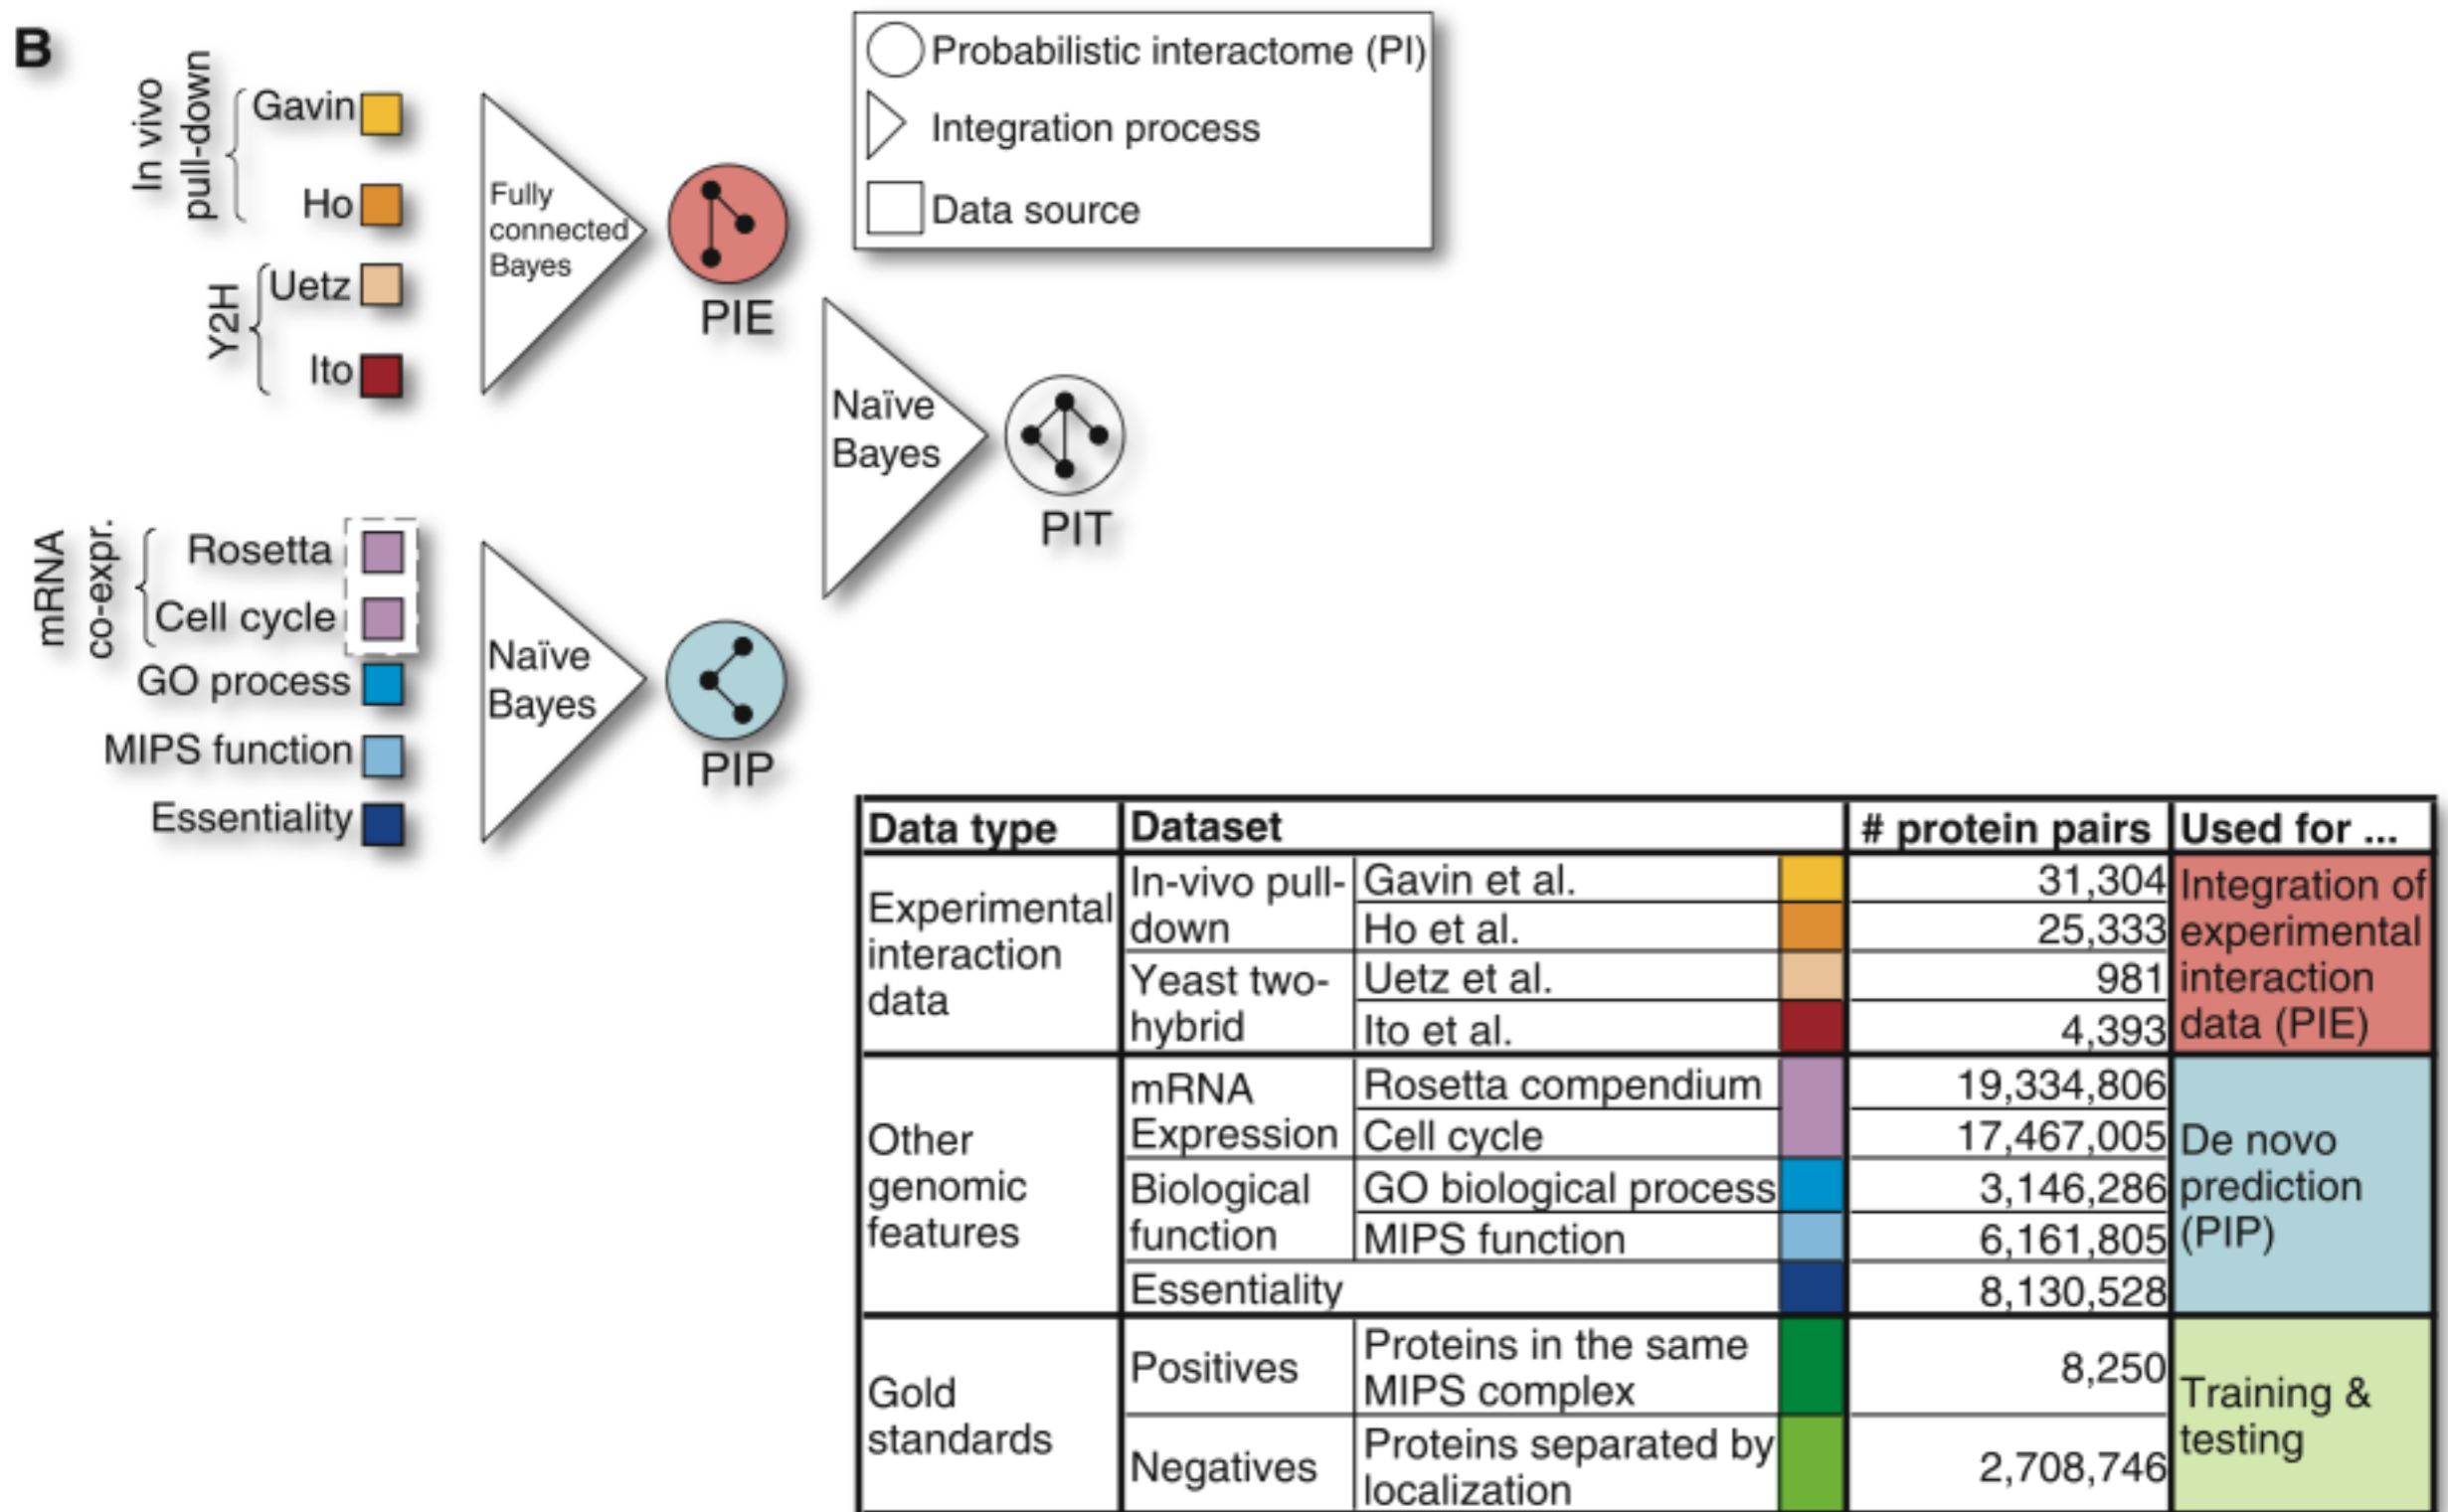 B
In vivo
pull-down
Gavin
Ho
Y2H
Uetz
Ito
Fully
connected
Bayes
PIE
Probabilistic interactome (PI)
Integration process
Data source
Naïve
Bayes
PIT
mRNA
co-expr.
Rosetta
Cell cycle
GO process
MIPS function
Essentiality
Naïve
Bayes
PIP
Data type Dataset # protein pairs Used for ...
Experimental
interaction
data
In-vivo pull-
down
Gavin et al. 31,304
Ho et al. 25,333
Yeast two-
hybrid
Uetz et al. 981
Ito et al. 4,393
Integration of
experimental
interaction
data (PIE)
Other
genomic
features
mRNA
Expression
Rosetta compendium 19,334,806
Cell cycle 17,467,005
Biological
function
GO biological process 3,146,286
MIPS function 6,161,805
Essentiality 8,130,528
De novo
prediction
(PIP)
Gold
standards
Positives
Proteins in the same
MIPS complex
8,250
Negatives
Proteins separated by
localization
2,708,746
Training &
testing